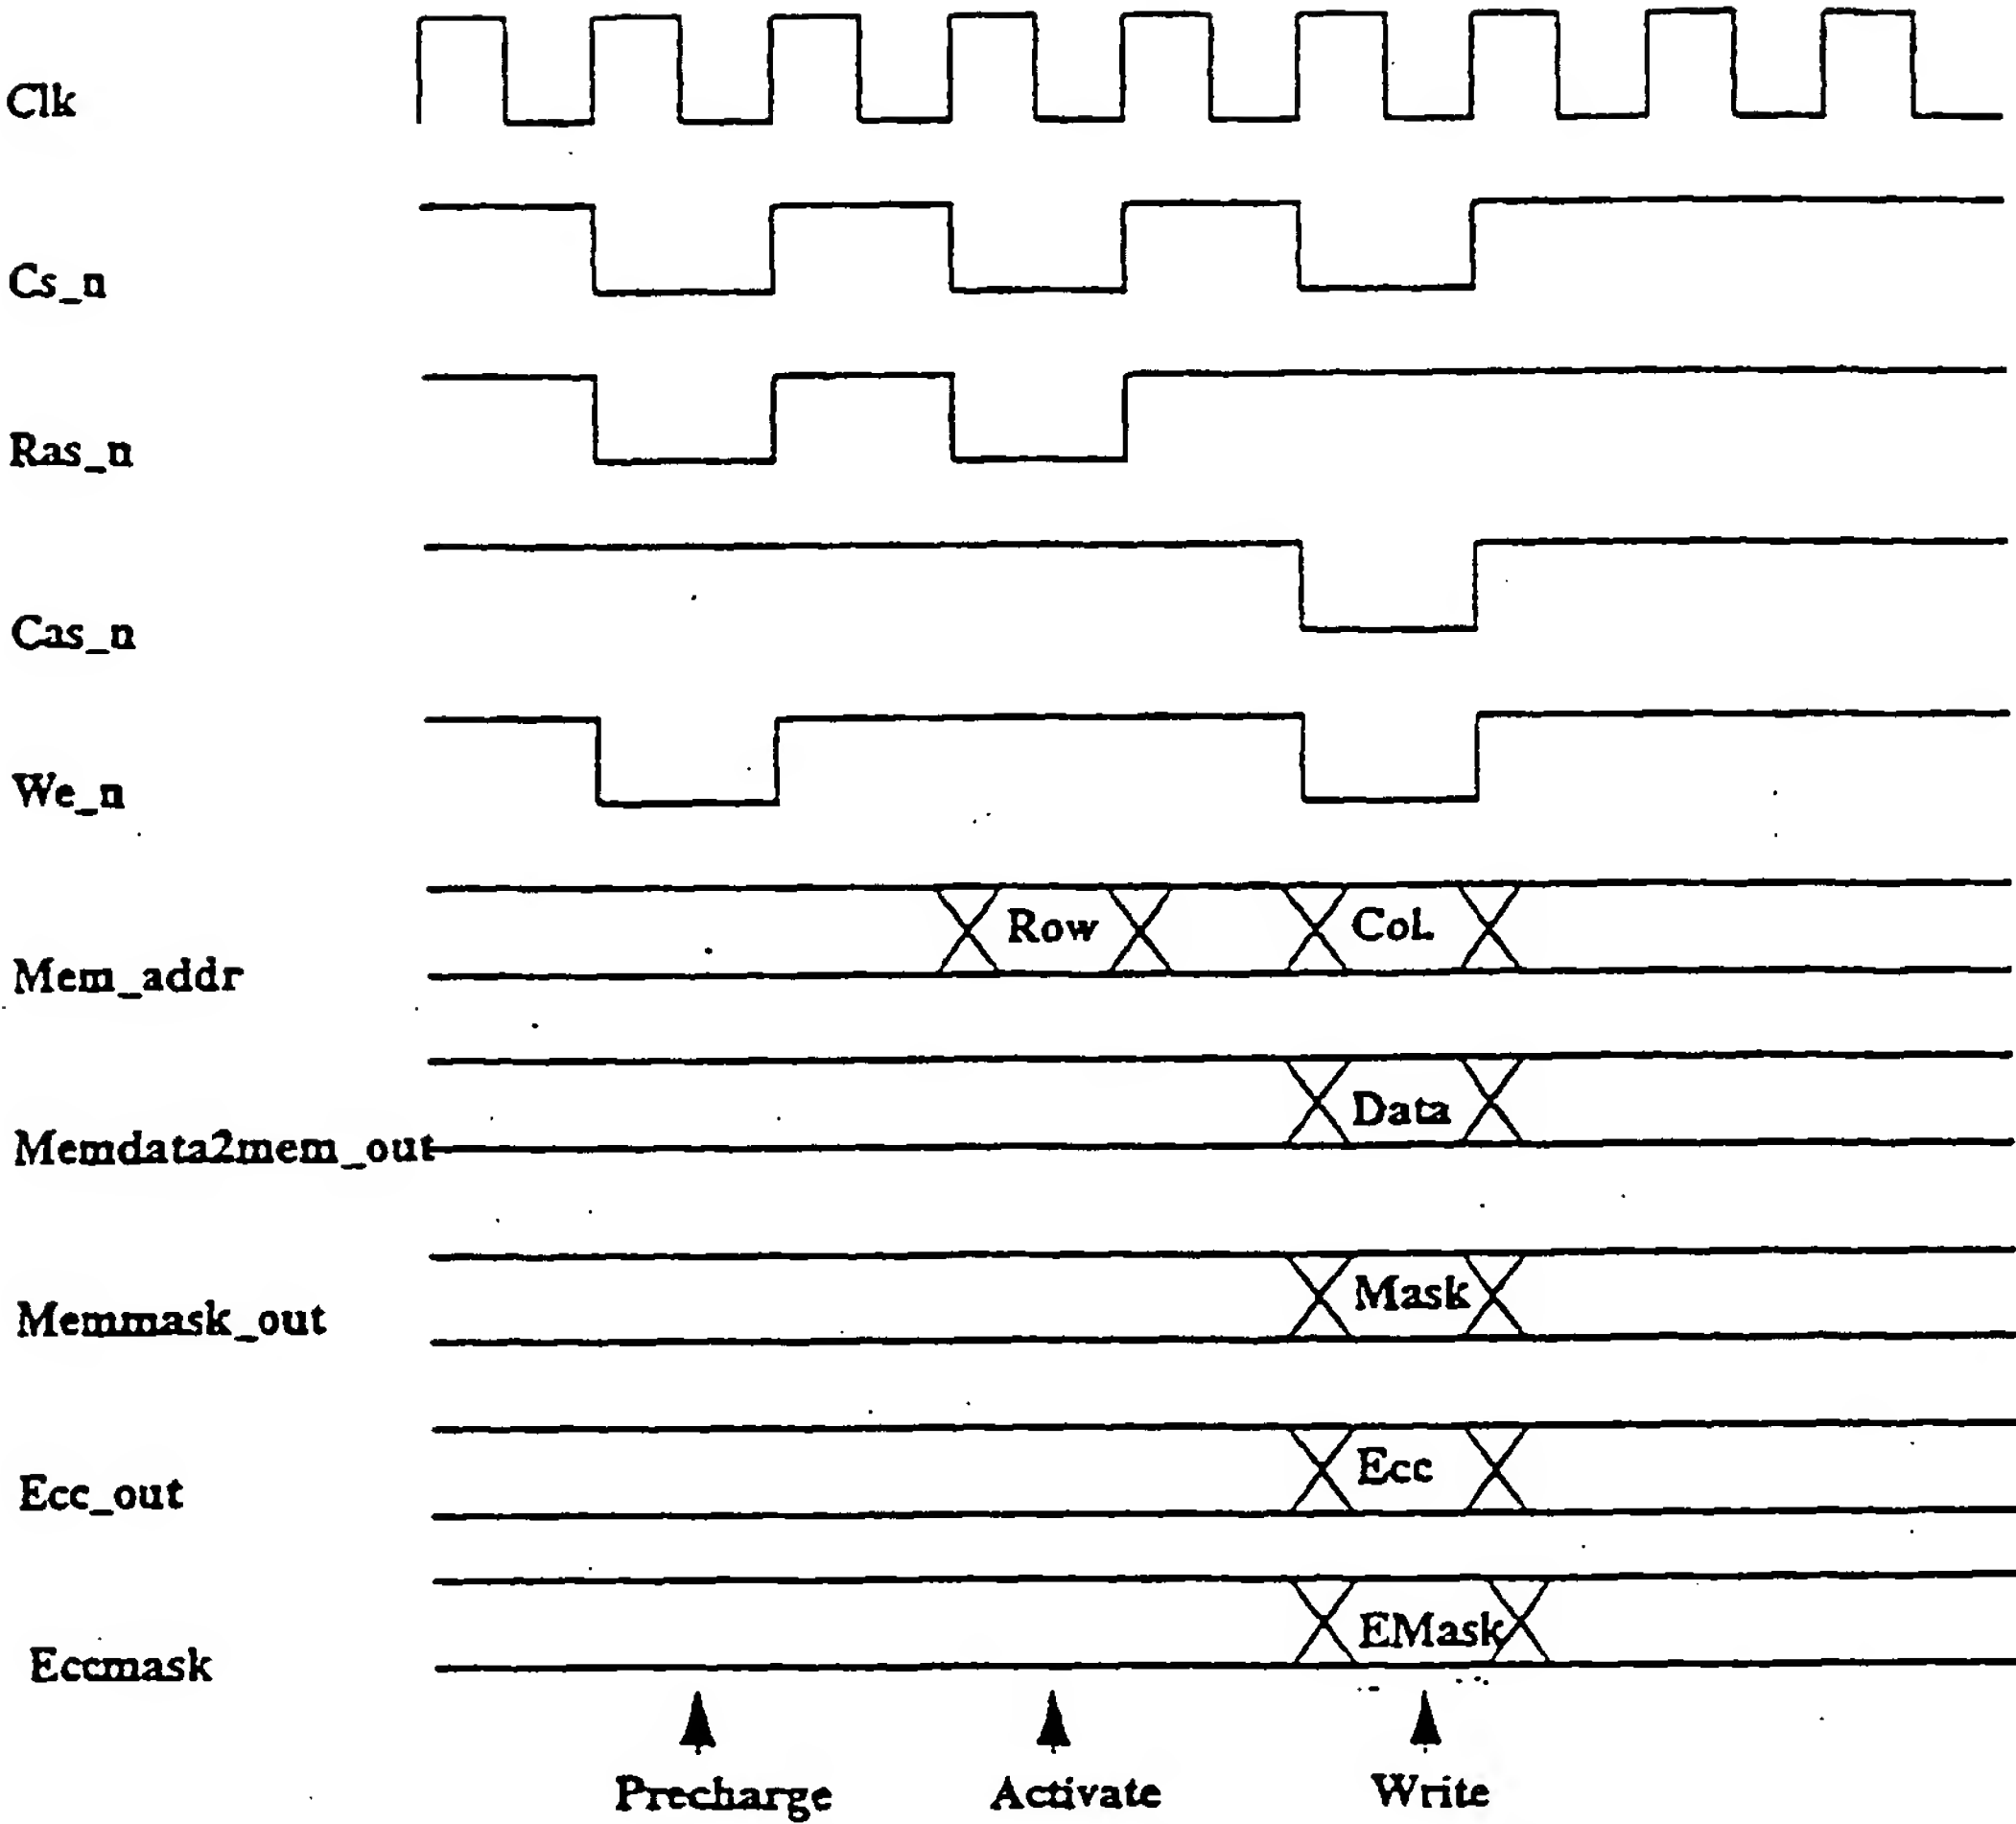 Clk
Cs_n
Ras_n
Cas_n
We_n
Row
Col.
Mem_addr
Data
Memdata2mem_out
Mask
Memmask_out
Ecc
Ecc_out
EMask
Eccmask
Precharge Activate Write